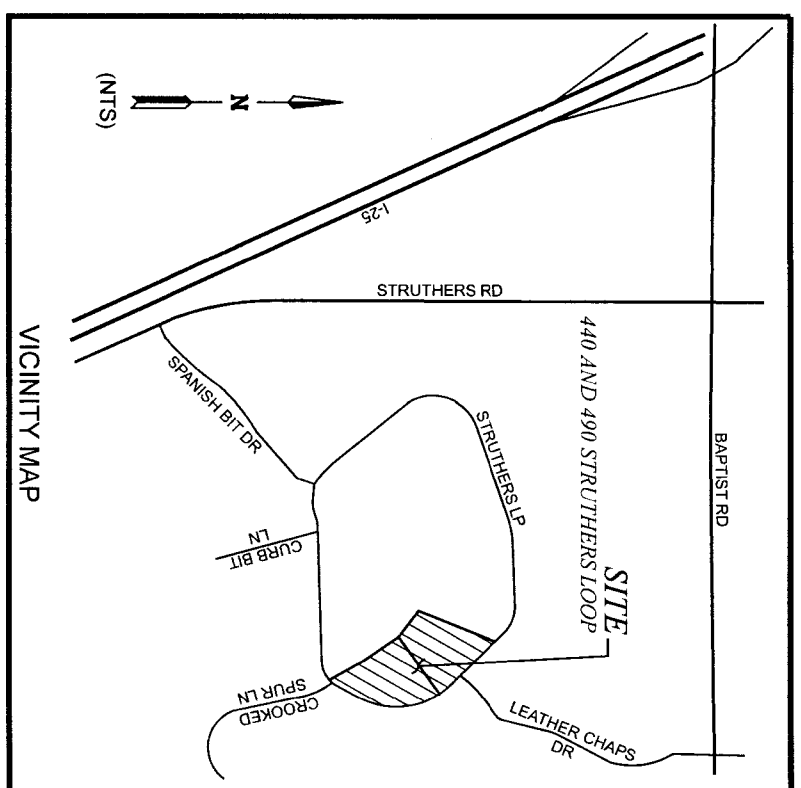 BAPTIST RD
SITE
440 AND 490 STRUTHERS LOOP
LEATHER CHAPS
DR
STRUTHERS RD
STRUTHERS LP
I-25
SPANISH BIT DR
CURB BIT
LN
CROOKED
SPUR LN
N
(NTS)
VICINITY MAP